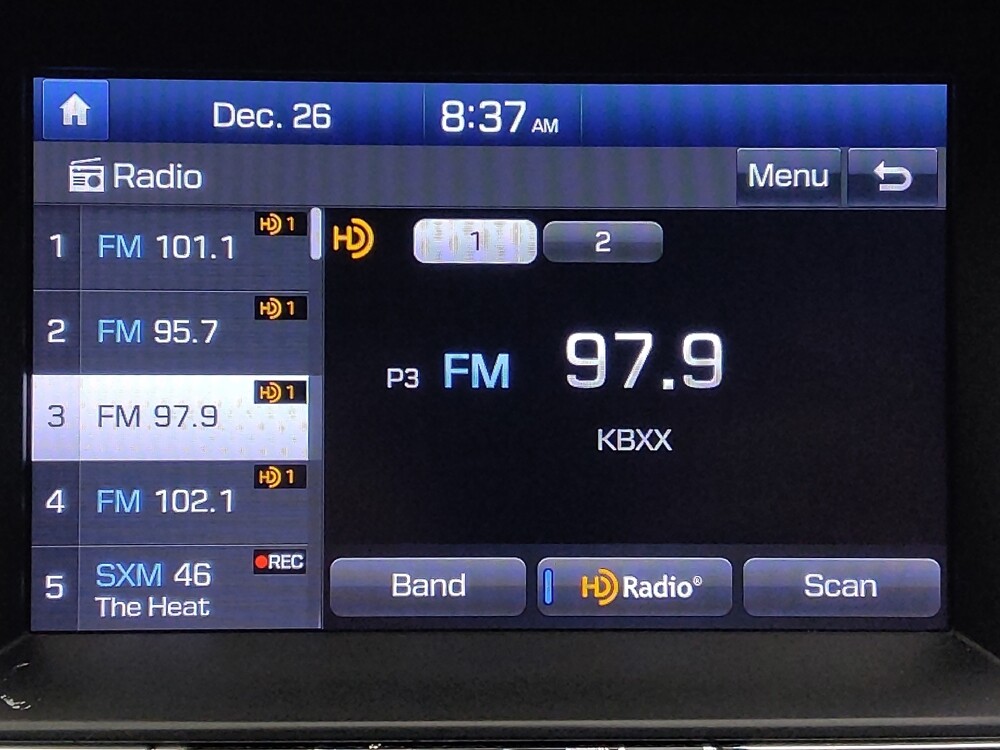 Dec. 26 8:37 AM
Radio Menu
1 FM 101.1 HD 1
2 FM 95.7 HD 1
3 FM 97.9 HD 1
4 FM 102.1 HD 1
5 SXM 46 REC
The Heat
HD 1 2
P3 FM 97.9
KBXX
Band HD Radio® Scan